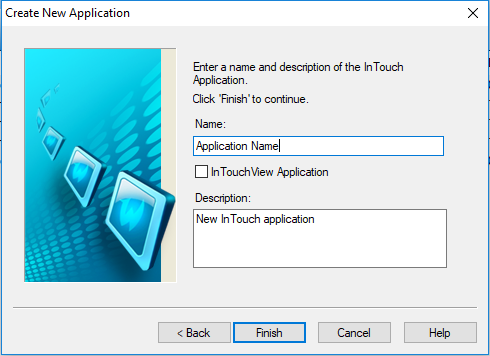 Create New Application
Enter a name and description of the InTouch
Application.
Click 'Finish' to continue.
Name:
Application Name
InTouchView Application
Description:
New InTouch application
< Back
Finish
Cancel
Help